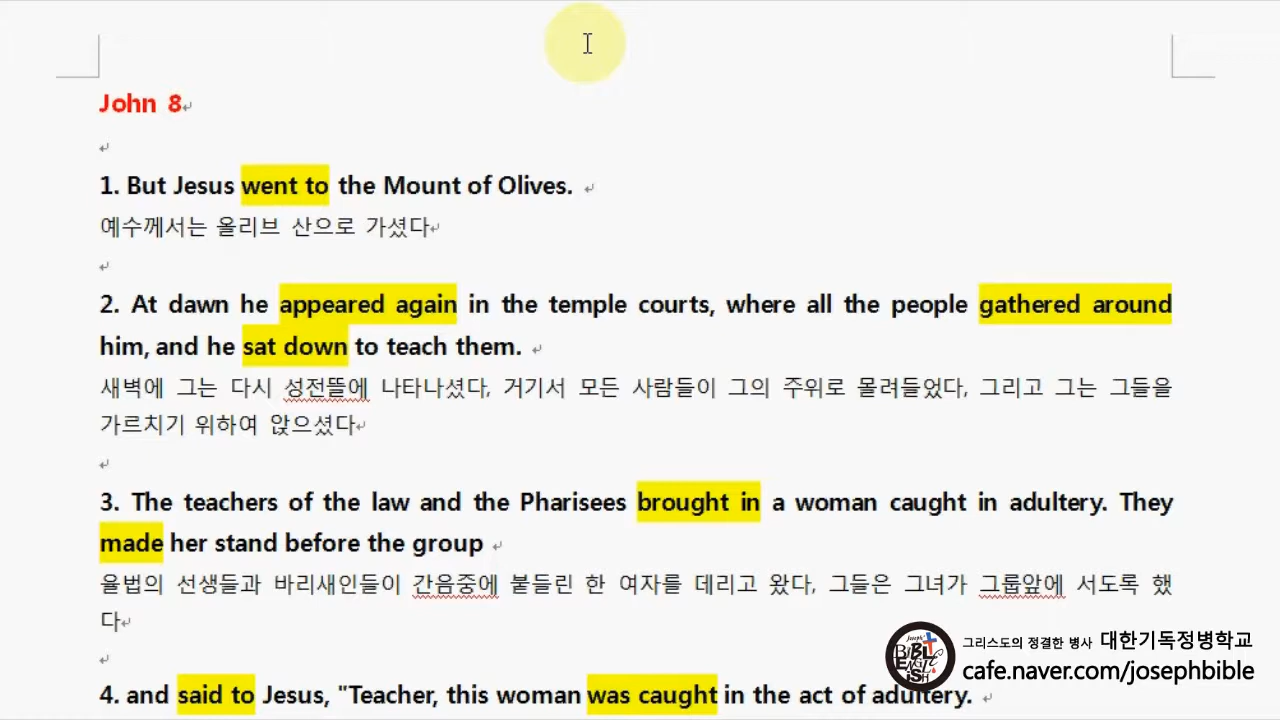 John 8
1. But Jesus went to the Mount of Olives.
예수께서는 올리브 산으로 가셨다
2. At dawn he appeared again in the temple courts, where all the people gathered around
him, and he sat down to teach them.
새벽에 그는 다시 성전뜰에 나타나셨다, 거기서 모든 사람들이 그의 주위로 몰려들었다, 그리고 그는 그들을
가르치기 위하여 앉으셨다
3. The teachers of the law and the Pharisees brought in a woman caught in adultery. They
made her stand before the group
율법의 선생들과 바리새인들이 간음중에 붙들린 한 여자를 데리고 왔다, 그들은 그녀가 그룹앞에 서도록 했
다
4. and said to Jesus, "Teacher, this woman was caught in the act of adultery.
Joseph's
BIBLE
ENGLISH
그리스도의 정결한 병사 대한기독정병학교
cafe.naver.com/josephbible